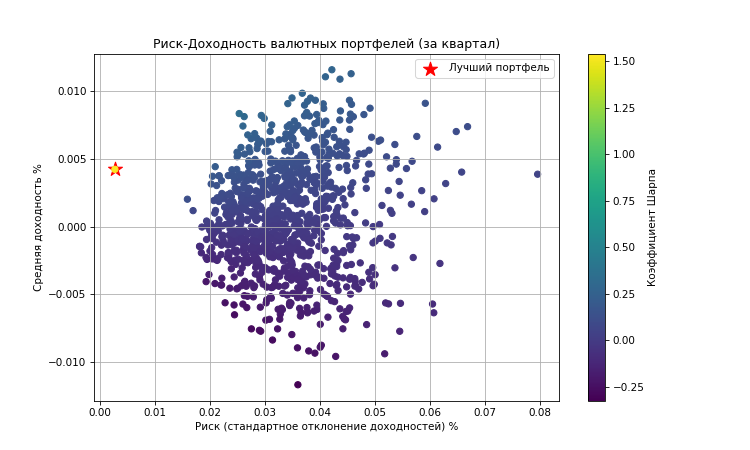 Риск-Доходность валютных портфелей (за квартал)
Лучший портфель
Средняя доходность %
0.010
0.005
0.000
−0.005
−0.010
0.00 0.01 0.02 0.03 0.04 0.05 0.06 0.07 0.08
Риск (стандартное отклонение доходностей) %
1.50
1.25
1.00
0.75
0.50
0.25
0.00
−0.25
Коэффициент Шарпа